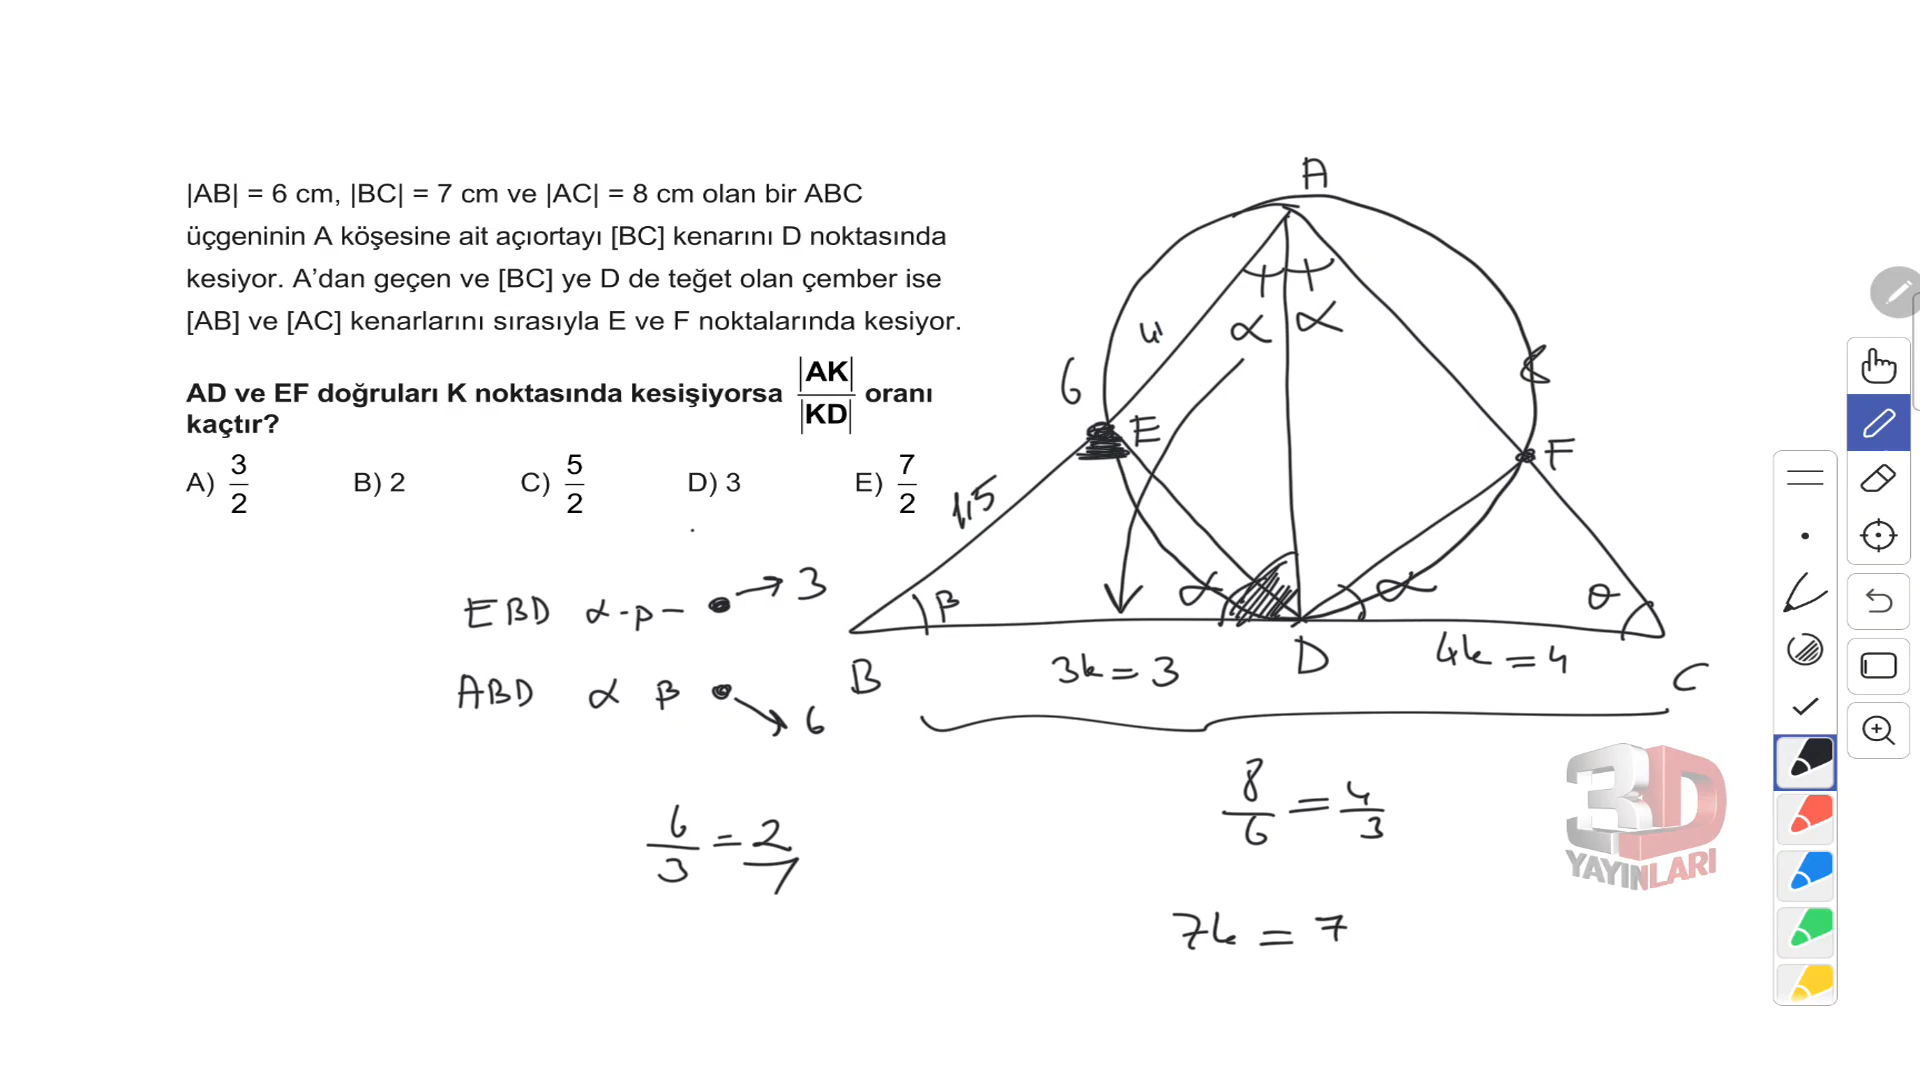 |AB| = 6 cm, |BC| = 7 cm ve |AC| = 8 cm olan bir ABC
üçgeninin A köşesine ait açıortayı [BC] kenarını D noktasında
kesiyor. A’dan geçen ve [BC] ye D de teğet olan çember ise
[AB] ve [AC] kenarlarını sırasıyla E ve F noktalarında kesiyor.
AD ve EF doğruları K noktasında kesişiyorsa |AK|/|KD| oranı
kaçtır?
A) 3/2 B) 2 C) 5/2 D) 3 E) 7/2
A
α α
6
8
E
F
1,5
β
α
α
θ
B
3k = 3
D
4k = 4
C
EBD α - β - → 3
ABD α β → 6
6/3 = 2/1
8/6 = 4/3
7k = 7
3D
YAYINLARI